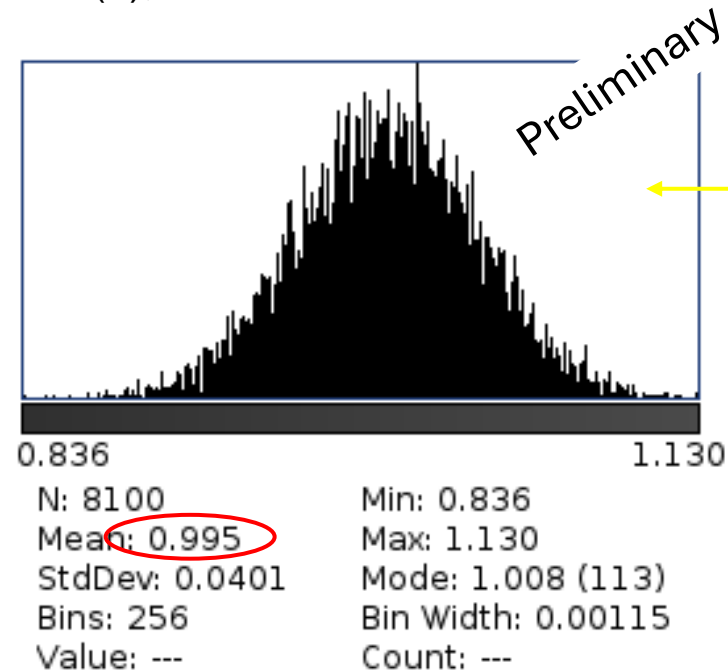 Preliminary
0.836 1.130
N: 8100 Min: 0.836
Mean: 0.995 Max: 1.130
StdDev: 0.0401 Mode: 1.008 (113)
Bins: 256 Bin Width: 0.00115
Value: --- Count: ---